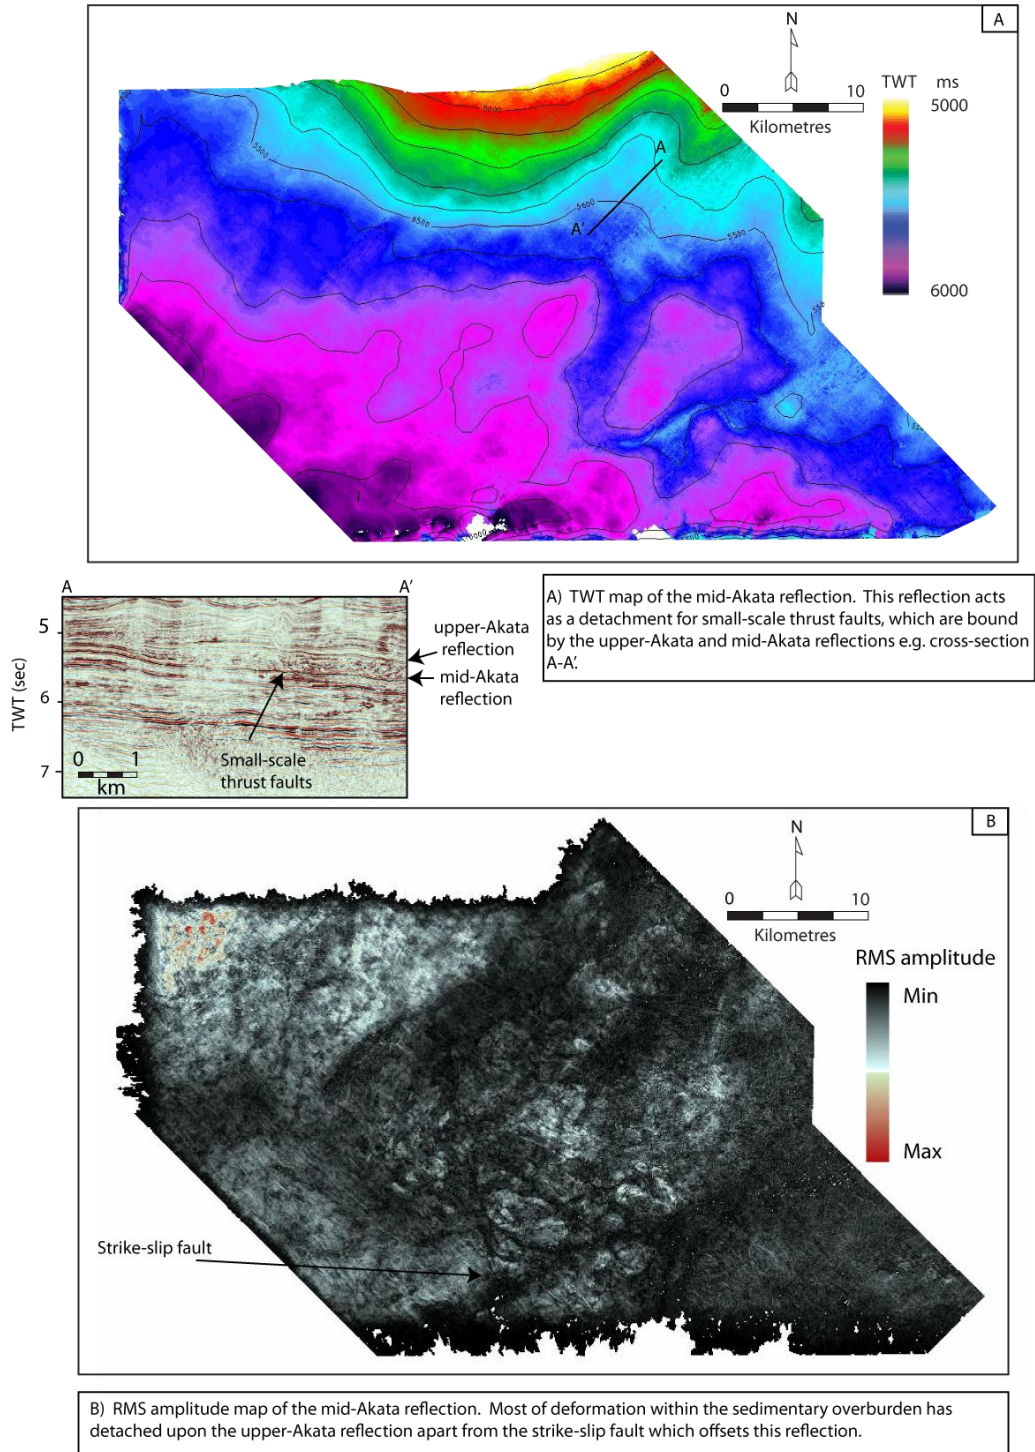 A
N
0 10
Kilometres
TWT ms
5000
6000
5000
5500
5500
5600
5500
A
A'
A A'
5
6
7
TWT (sec)
0 1
km
upper-Akata
reflection
mid-Akata
reflection
Small-scale
thrust faults
A) TWT map of the mid-Akata reflection. This reflection acts
as a detachment for small-scale thrust faults, which are bound
by the upper-Akata and mid-Akata reflections e.g. cross-section
A-A'.
B
N
0 10
Kilometres
RMS amplitude
Min
Max
Strike-slip fault
B) RMS amplitude map of the mid-Akata reflection. Most of deformation within the sedimentary overburden has
detached upon the upper-Akata reflection apart from the strike-slip fault which offsets this reflection.